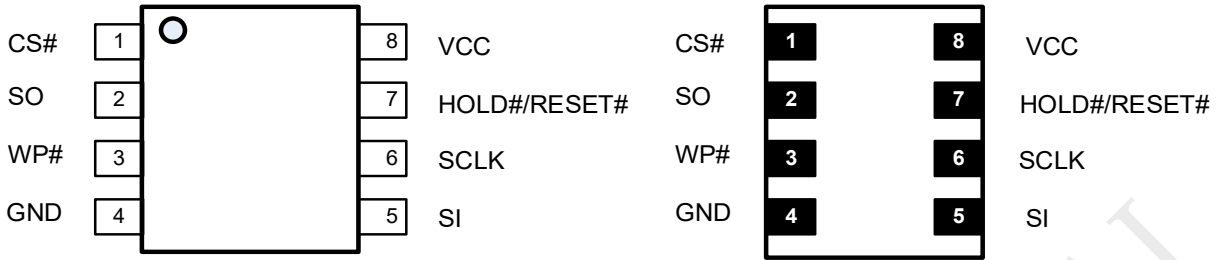 CS# 1 8 VCC
SO 2 7 HOLD#/RESET#
WP# 3 6 SCLK
GND 4 5 SI
CS# 1 8 VCC
SO 2 7 HOLD#/RESET#
WP# 3 6 SCLK
GND 4 5 SI